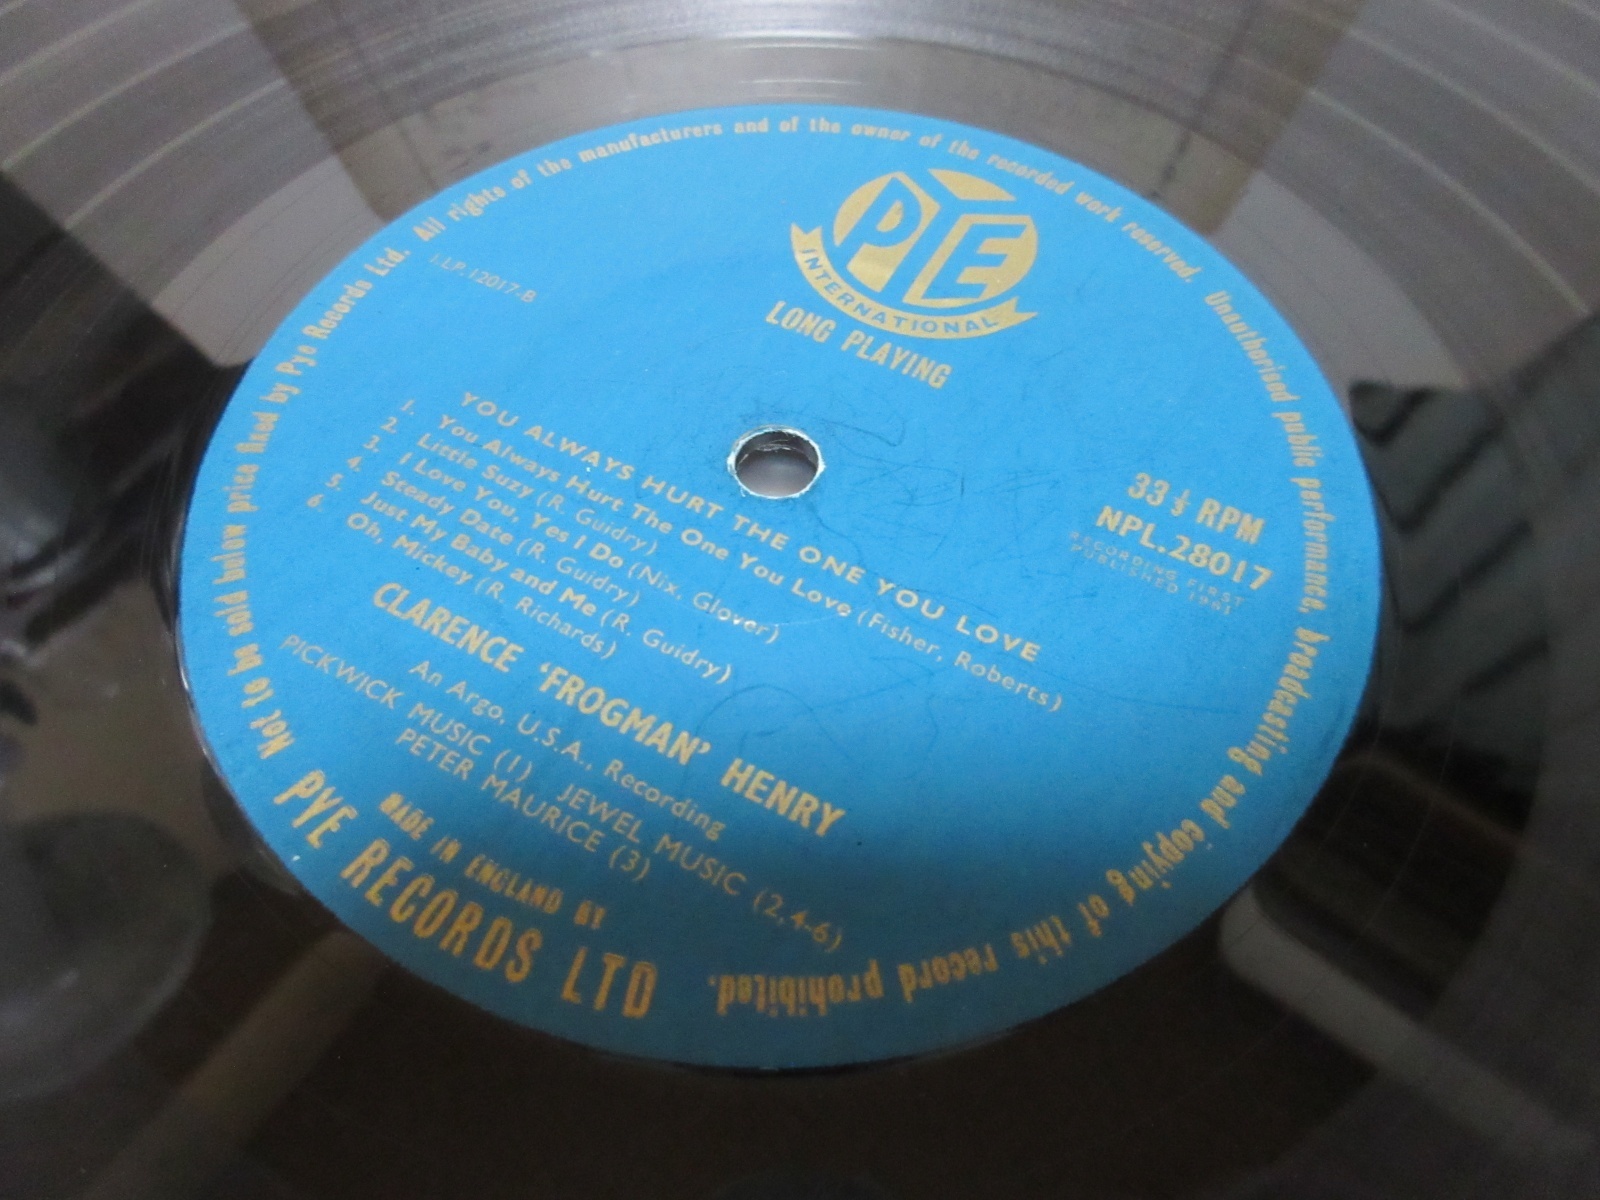 All rights of the manufacturers and of the owner of the recorded work reserved. Unauthorised public performance, broadcasting and copying of this record prohibited.
PYE
INTERNATIONAL
LONG PLAYING
I.LP.12017-B
33⅓ RPM
NPL.28017
RECORDING FIRST
PUBLISHED 1961
YOU ALWAYS HURT THE ONE YOU LOVE
1. You Always Hurt The One You Love (Fisher, Roberts)
2. Little Suzy (R. Guidry)
3. I Love You, Yes I Do (Nix, Glover)
4. Steady Date (R. Guidry)
5. Just My Baby and Me (R. Guidry)
6. Oh, Mickey (R. Richards)
CLARENCE 'FROGMAN' HENRY
An Argo, U.S.A., Recording
PICKWICK MUSIC (1) JEWEL MUSIC (2,4-6)
PETER MAURICE (3)
MADE IN ENGLAND BY
PYE RECORDS LTD
Not to be sold below price fixed by Pye Records Ltd.